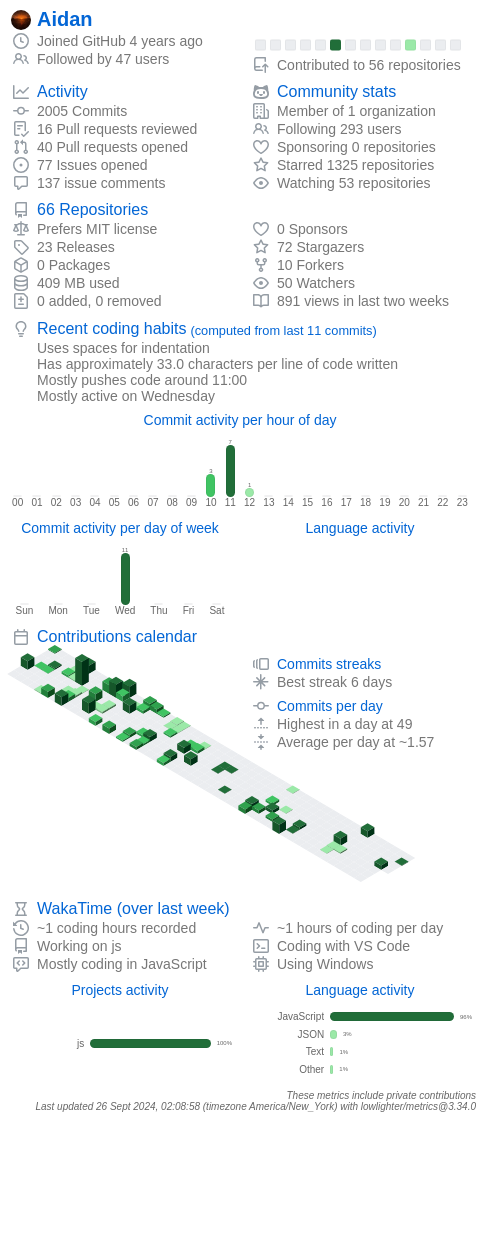 Aidan
Joined GitHub 4 years ago
Followed by 47 users
Contributed to 56 repositories
Activity
2005 Commits
16 Pull requests reviewed
40 Pull requests opened
77 Issues opened
137 issue comments
Community stats
Member of 1 organization
Following 293 users
Sponsoring 0 repositories
Starred 1325 repositories
Watching 53 repositories
66 Repositories
Prefers MIT license
23 Releases
0 Packages
409 MB used
0 added, 0 removed
0 Sponsors
72 Stargazers
10 Forkers
50 Watchers
891 views in last two weeks
Recent coding habits (computed from last 11 commits)
Uses spaces for indentation
Has approximately 33.0 characters per line of code written
Mostly pushes code around 11:00
Mostly active on Wednesday
Commit activity per hour of day
3 7 1
00 01 02 03 04 05 06 07 08 09 10 11 12 13 14 15 16 17 18 19 20 21 22 23
Commit activity per day of week
11
Sun Mon Tue Wed Thu Fri Sat
Language activity
Contributions calendar
Commits streaks
Best streak 6 days
Commits per day
Highest in a day at 49
Average per day at ~1.57
WakaTime (over last week)
~1 coding hours recorded
Working on js
Mostly coding in JavaScript
~1 hours of coding per day
Coding with VS Code
Using Windows
Projects activity
js 100%
Language activity
JavaScript 96%
JSON 3%
Text 1%
Other 1%
These metrics include private contributions
Last updated 26 Sept 2024, 02:08:58 (timezone America/New_York) with lowlighter/metrics@3.34.0